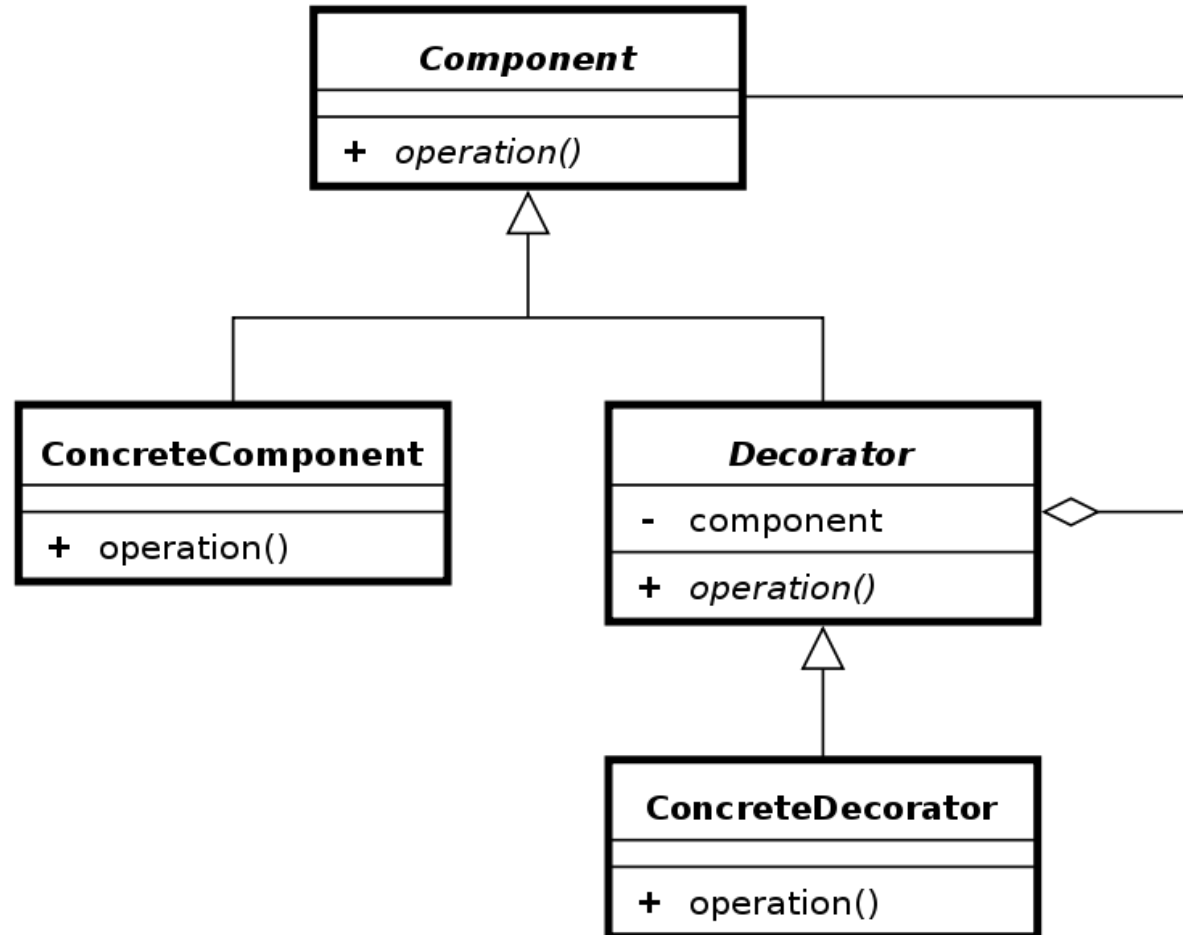 Component
+ operation()
ConcreteComponent
+ operation()
Decorator
- component
+ operation()
ConcreteDecorator
+ operation()